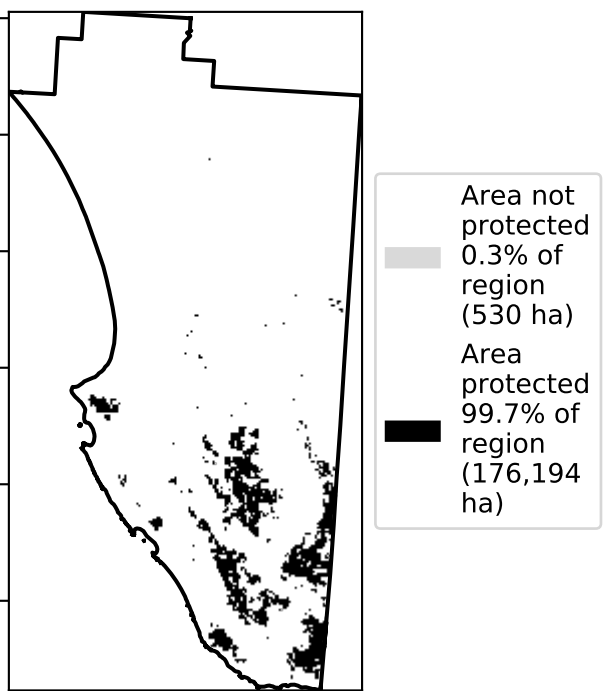 Area not
protected
0.3% of
region
(530 ha)
Area
protected
99.7% of
region
(176,194
ha)